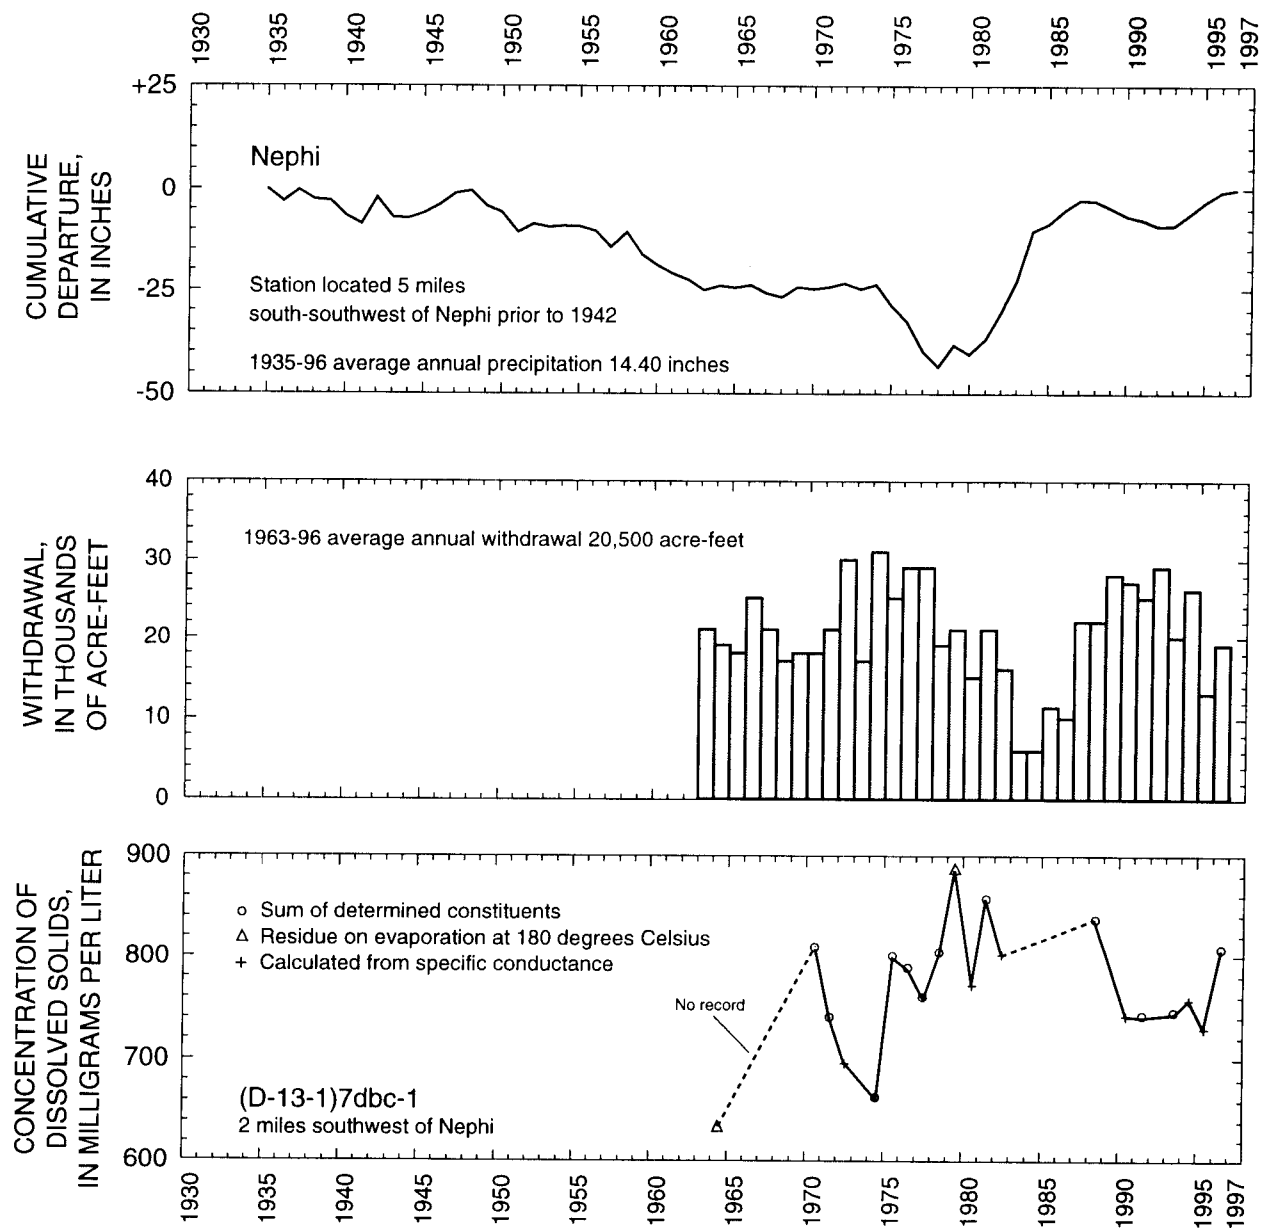 1930 1935 1940 1945 1950 1955 1960 1965 1970 1975 1980 1985 1990 1995 1997
+25
0
-25
-50
CUMULATIVE
DEPARTURE,
IN INCHES
Nephi
Station located 5 miles
south-southwest of Nephi prior to 1942
1935-96 average annual precipitation 14.40 inches
40
30
20
10
0
WITHDRAWAL,
IN THOUSANDS
OF ACRE-FEET
1963-96 average annual withdrawal 20,500 acre-feet
900
800
700
600
CONCENTRATION OF
DISSOLVED SOLIDS,
IN MILLIGRAMS PER LITER
Sum of determined constituents
Residue on evaporation at 180 degrees Celsius
Calculated from specific conductance
No record
(D-13-1)7dbc-1
2 miles southwest of Nephi
1930 1935 1940 1945 1950 1955 1960 1965 1970 1975 1980 1985 1990 1995 1997